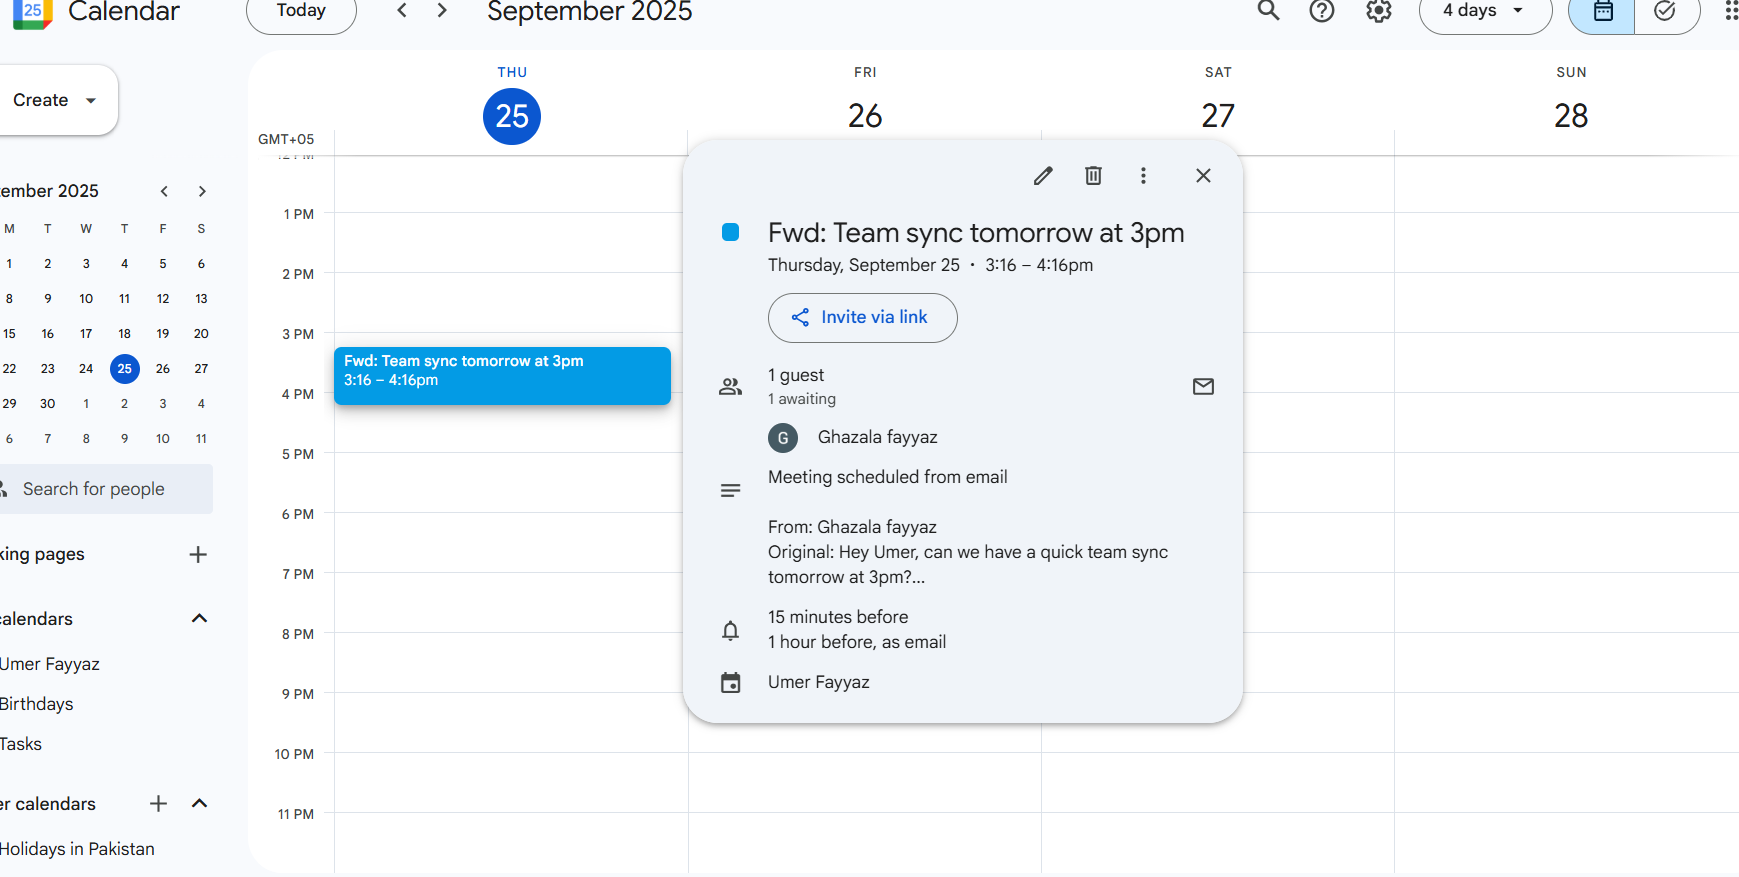 25 Calendar
Today
September 2025
4 days
Create
THU
25
FRI
26
SAT
27
SUN
28
GMT+05
tember 2025
M T W T F S
1 2 3 4 5 6
8 9 10 11 12 13
15 16 17 18 19 20
22 23 24 25 26 27
29 30 1 2 3 4
6 7 8 9 10 11
Search for people
king pages
calendars
Umer Fayyaz
Birthdays
Tasks
er calendars
Holidays in Pakistan
12 PM
1 PM
2 PM
3 PM
4 PM
5 PM
6 PM
7 PM
8 PM
9 PM
10 PM
11 PM
Fwd: Team sync tomorrow at 3pm
3:16 – 4:16pm
Fwd: Team sync tomorrow at 3pm
Thursday, September 25 · 3:16 – 4:16pm
Invite via link
1 guest
1 awaiting
G Ghazala fayyaz
Meeting scheduled from email
From: Ghazala fayyaz
Original: Hey Umer, can we have a quick team sync
tomorrow at 3pm?...
15 minutes before
1 hour before, as email
Umer Fayyaz